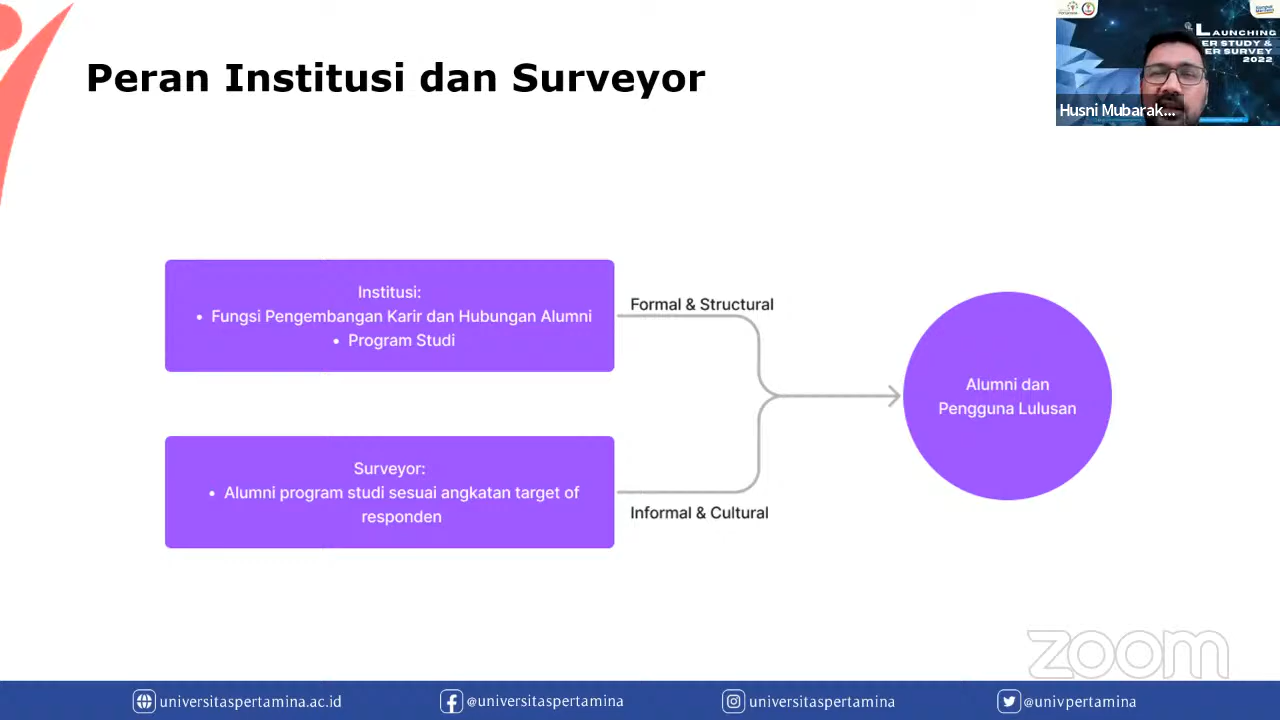 Peran Institusi dan Surveyor
LAUNCHING
ER STUDY &
ER SURVEY
2022
Husni Mubarak...
Institusi:
• Fungsi Pengembangan Karir dan Hubungan Alumni
• Program Studi
Formal & Structural
Alumni dan
Pengguna Lulusan
Surveyor:
• Alumni program studi sesuai angkatan target of
responden
Informal & Cultural
zoom
universitaspertamina.ac.id
@universitaspertamina
universitaspertamina
@univpertamina